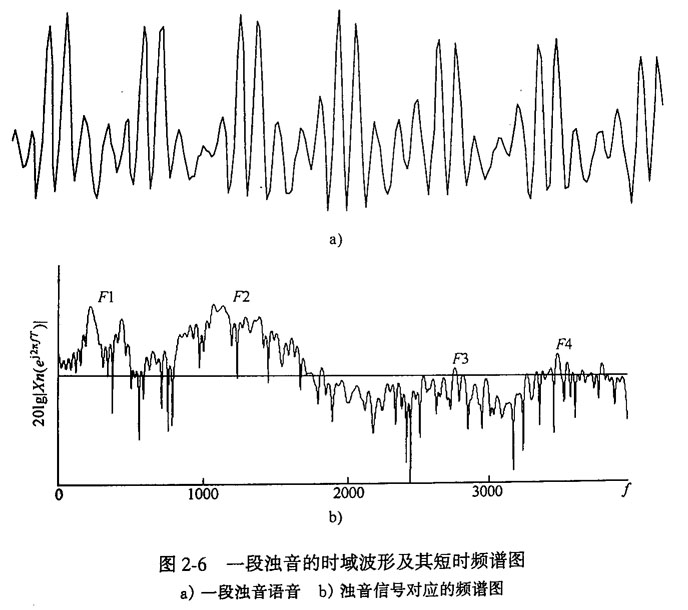 a)
F1
F2
F3
F4
20lg|Xn(e^{j2πfT})|
0
1000
2000
3000
f
b)
图 2-6 一段浊音的时域波形及其短时频谱图
a) 一段浊音语音 b) 浊音信号对应的频谱图